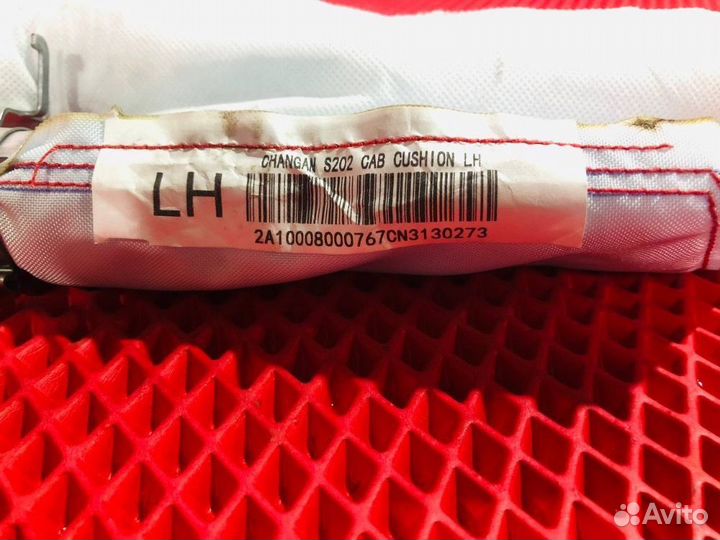 CHANGAN S202 CAB CUSHION LH
LH
2A10008000767CN3130273
Avito